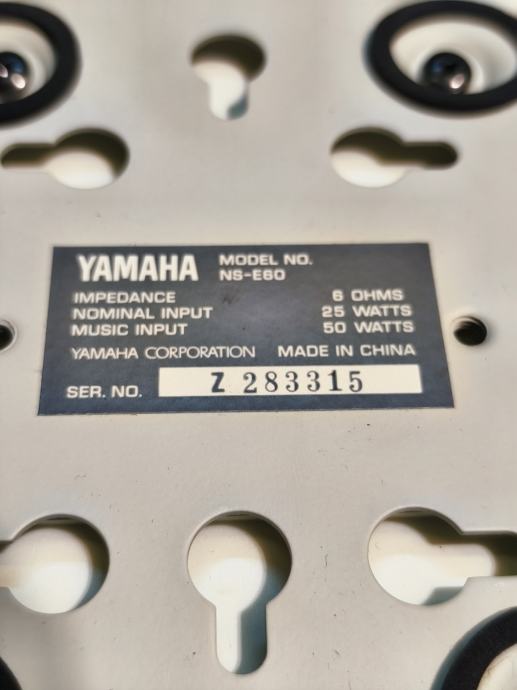 YAMAHA MODEL NO.
NS-E60
IMPEDANCE 6 OHMS
NOMINAL INPUT 25 WATTS
MUSIC INPUT 50 WATTS
YAMAHA CORPORATION MADE IN CHINA
SER. NO. Z 283315